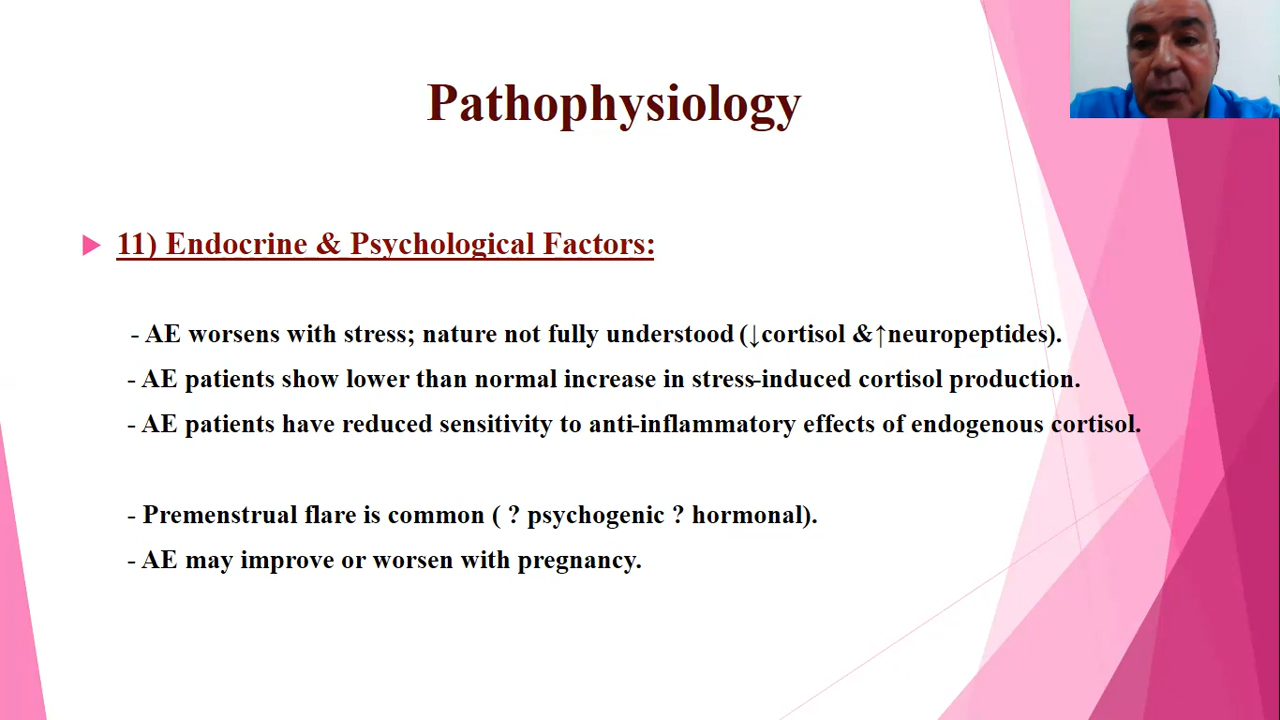 Pathophysiology
11) Endocrine & Psychological Factors:
- AE worsens with stress; nature not fully understood (↓cortisol &↑neuropeptides).
- AE patients show lower than normal increase in stress-induced cortisol production.
- AE patients have reduced sensitivity to anti-inflammatory effects of endogenous cortisol.
- Premenstrual flare is common ( ? psychogenic ? hormonal).
- AE may improve or worsen with pregnancy.